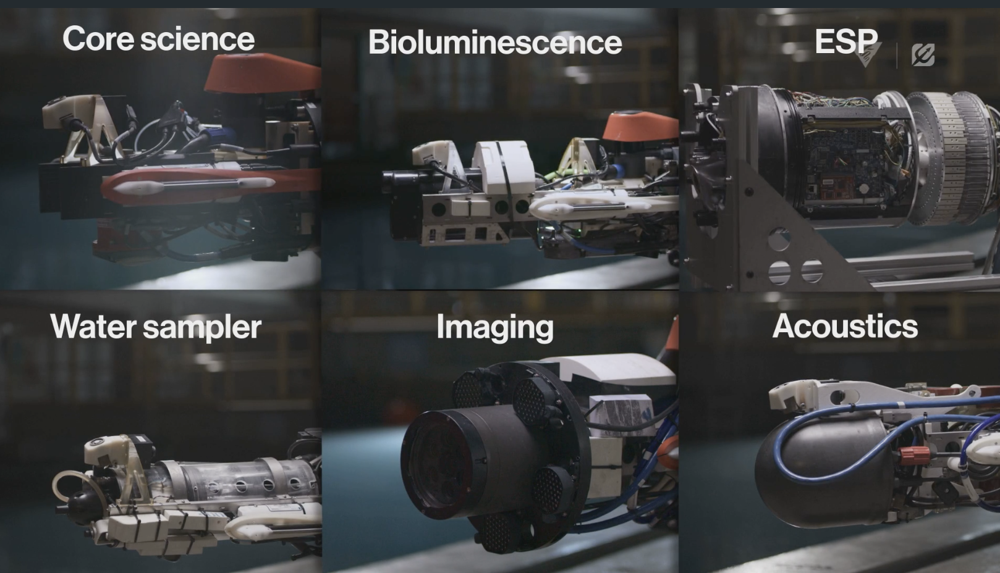 Core science
Bioluminescence
ESP
Water sampler
Imaging
Acoustics